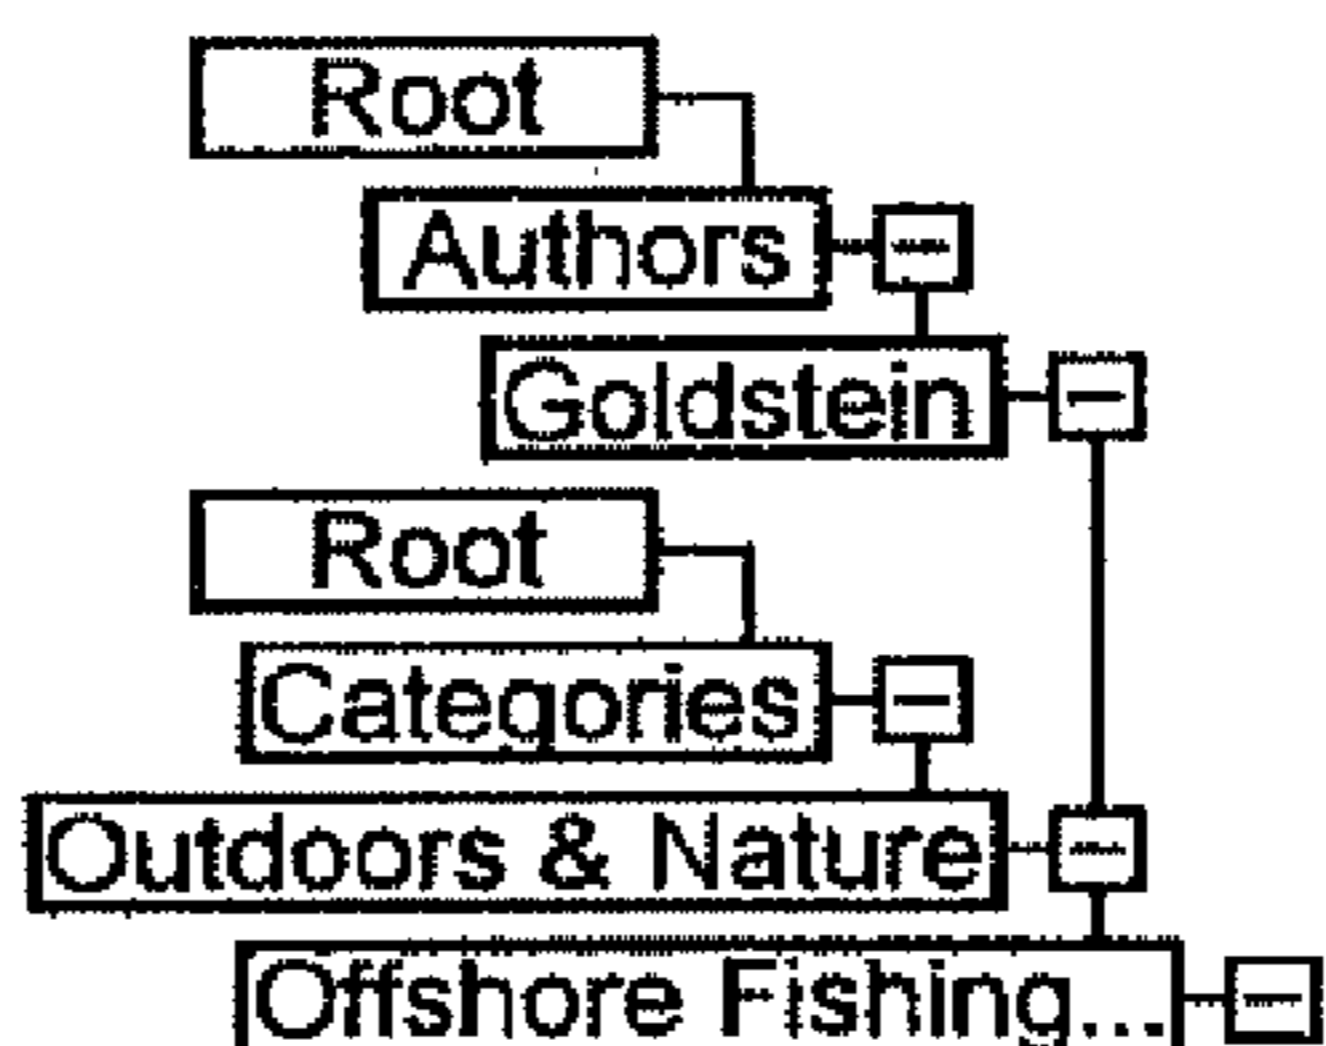 Root
Authors
Goldstein
Root
Categories
Outdoors & Nature
Offshore Fishing...